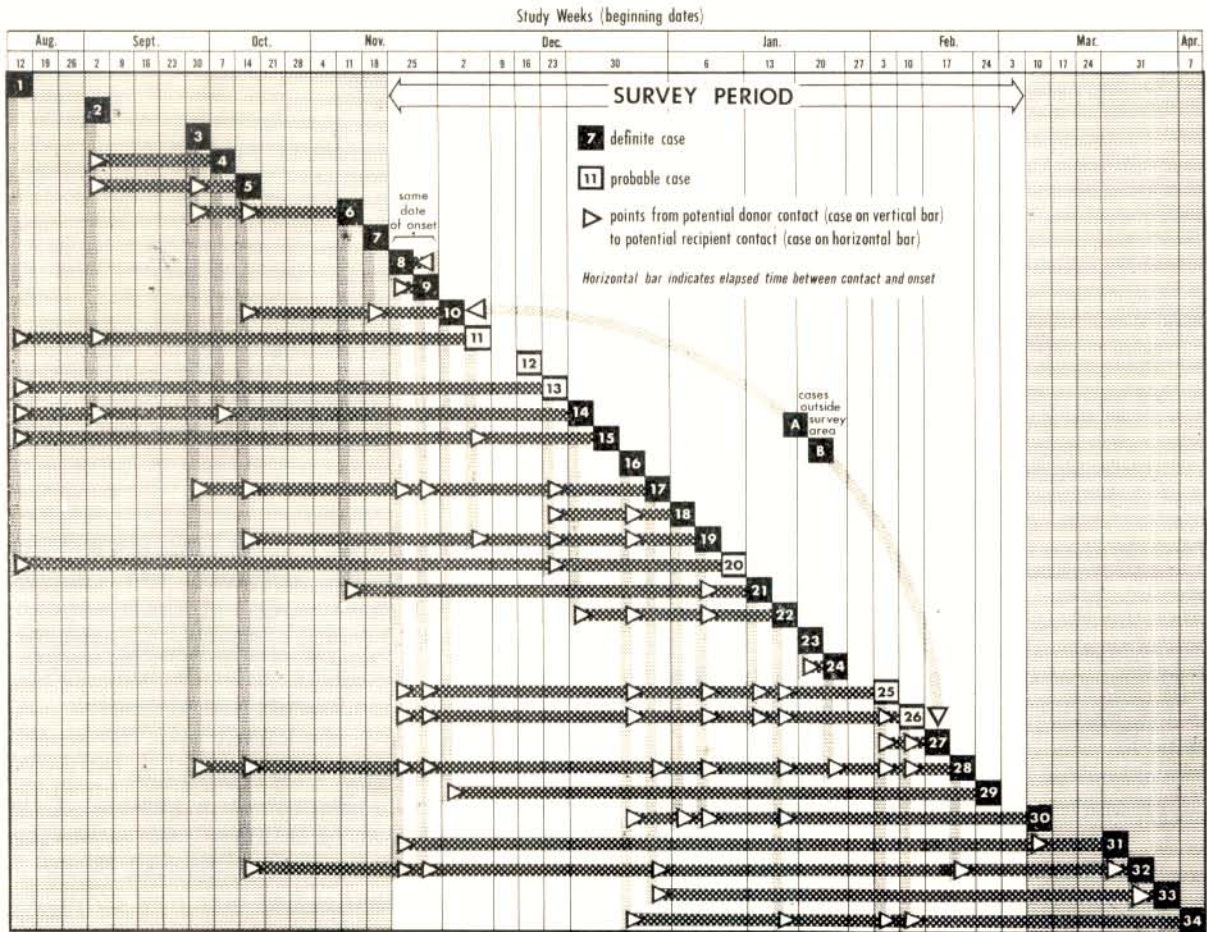 Study Weeks (beginning dates)
Aug. Sept. Oct. Nov. Dec. Jan. Feb. Mar. Apr.
12 19 26 2 9 16 23 30 7 14 21 28 4 11 18 25 2 9 16 23 30 6 13 20 27 3 10 17 24 3 10 17 24 31 7
1
SURVEY PERIOD
2
3
7 definite case
4
11 probable case
5
same
date
of onset
6
points from potential donor contact (case on vertical bar)
to potential recipient contact (case on horizontal bar)
7
8
Horizontal bar indicates elapsed time between contact and onset
9
10
11
12
13
cases
outside
survey
area
14
A
15
B
16
17
18
19
20
21
22
23
24
25
26
27
28
29
30
31
32
33
34